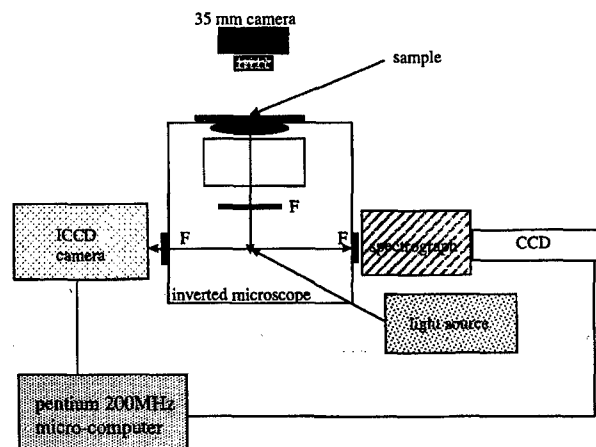 35 mm camera
sample
F
ICCD
camera
F
F
spectrograph
CCD
inverted microscope
light source
pentium 200MHz
micro-computer